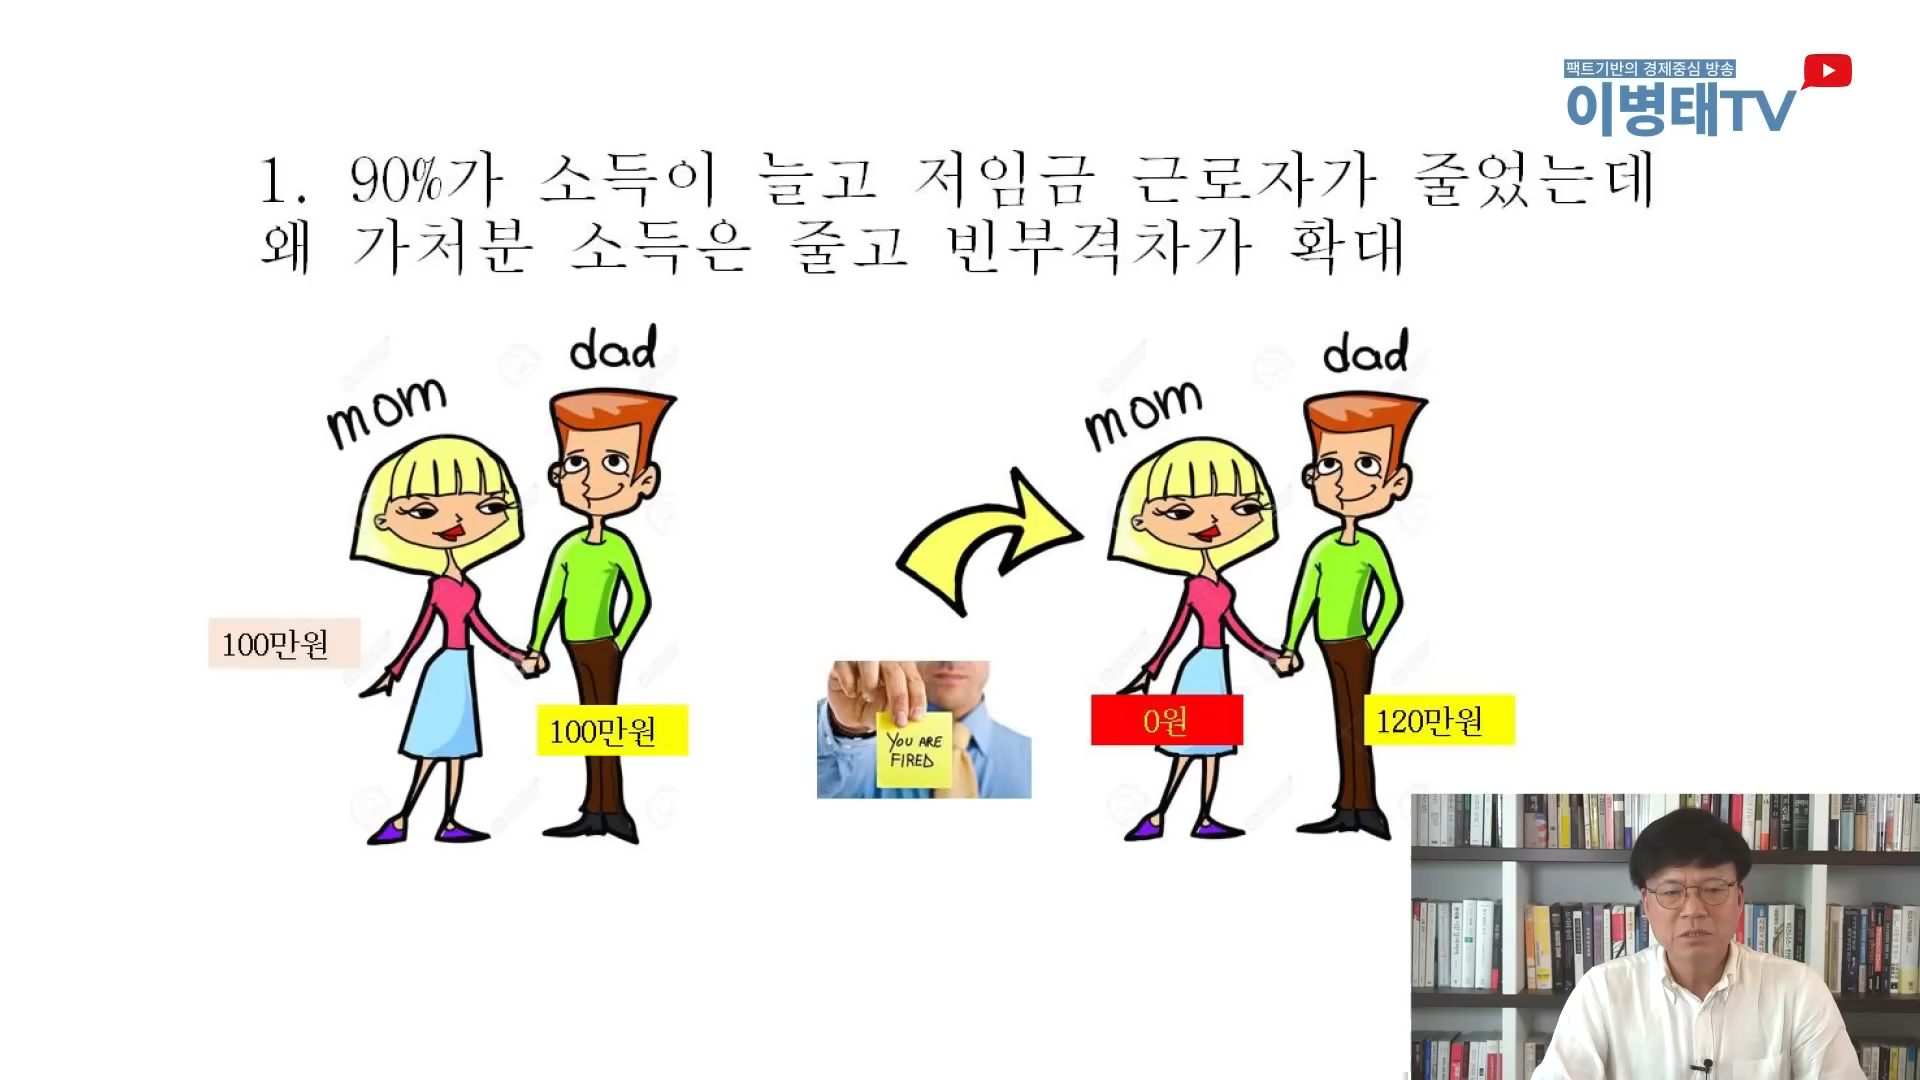 팩트기반의 경제중심 방송
이병태TV
1. 90%가 소득이 늘고 저임금 근로자가 줄었는데
왜 가처분 소득은 줄고 빈부격차가 확대
mom
dad
100만원
100만원
YOU ARE
FIRED
mom
dad
0원
120만원